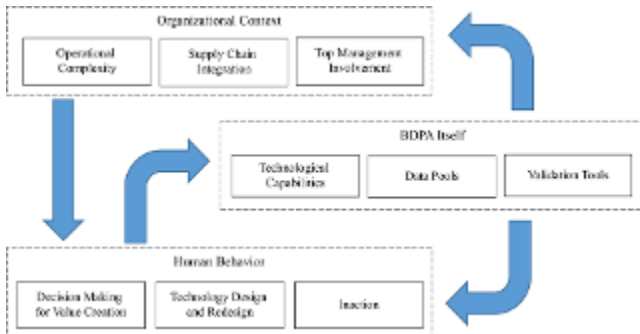 Organizational Context
Operational
Complexity
Supply Chain
Integration
Top Management
Involvement
BDPA Itself
Technological
Capabilities
Data Pools
Validation Tools
Human Behavior
Decision Making
for Value Creation
Technology Design
and Redesign
Inaction